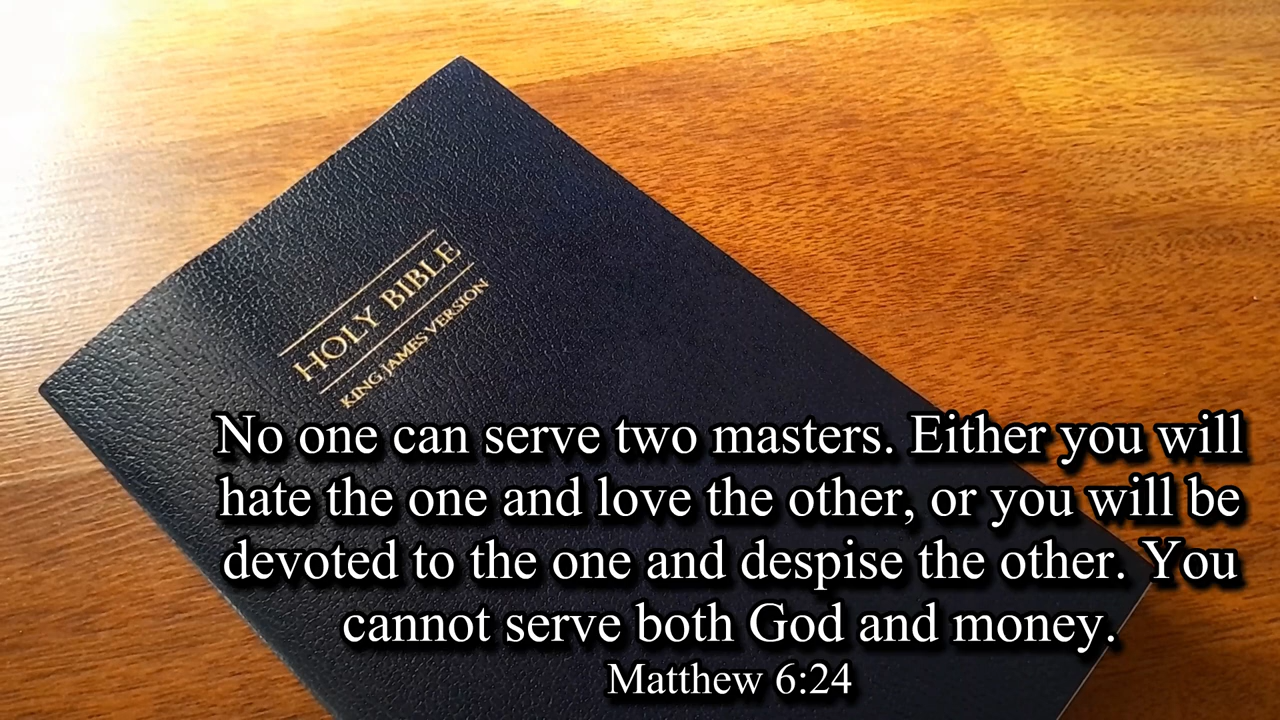 HOLY BIBLE
KING JAMES VERSION
No one can serve two masters. Either you will
hate the one and love the other, or you will be
devoted to the one and despise the other. You
cannot serve both God and money.
Matthew 6:24